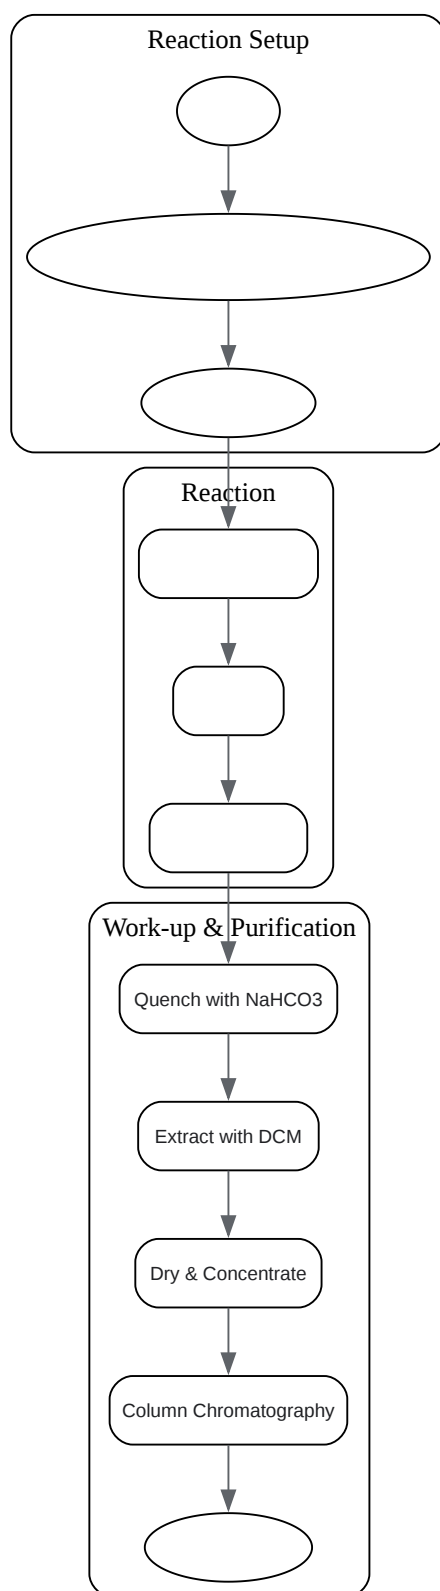 Reaction Setup
Reaction
Work-up & Purification
Quench with NaHCO3
Extract with DCM
Dry & Concentrate
Column Chromatography